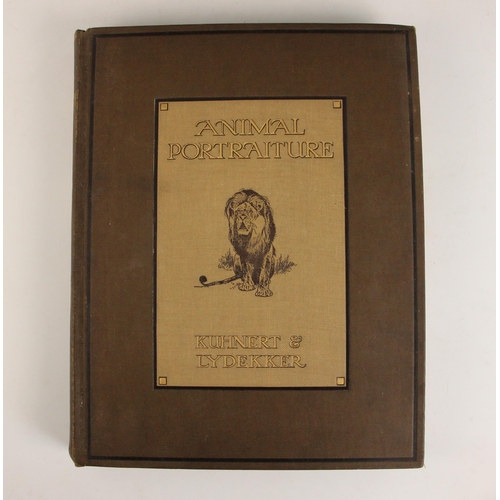 ANIMAL
PORTRAITURE
KUHNERT &
LYDEKKER